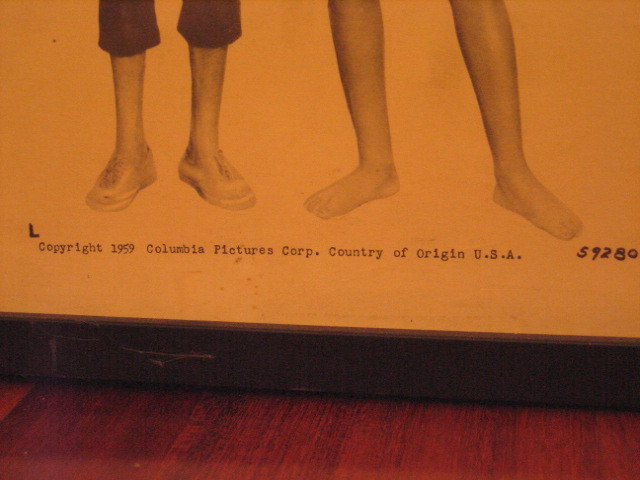 L
Copyright 1959 Columbia Pictures Corp. Country of Origin U.S.A.
59280